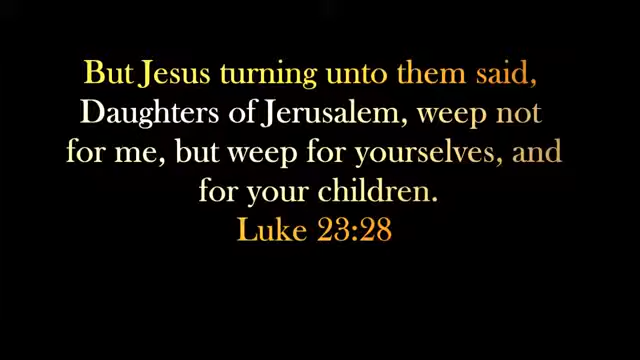 But Jesus turning unto them said,
Daughters of Jerusalem, weep not
for me, but weep for yourselves, and
for your children.
Luke 23:28